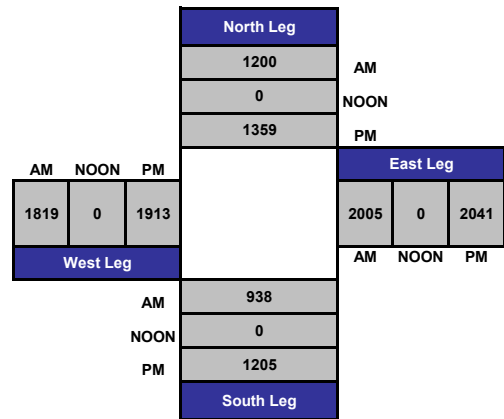 North Leg
1200
AM
0
NOON
1359
PM
AM NOON PM
East Leg
1819 0 1913
2005 0 2041
West Leg
AM NOON PM
AM
938
NOON
0
PM
1205
South Leg